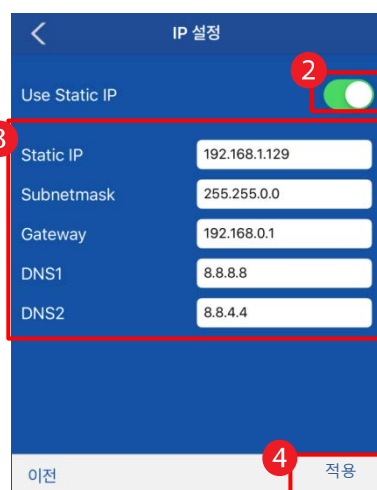 IP 설정
2
Use Static IP
3
Static IP 192.168.1.129
Subnetmask 255.255.0.0
Gateway 192.168.0.1
DNS1 8.8.8.8
DNS2 8.8.4.4
4
이전 적용